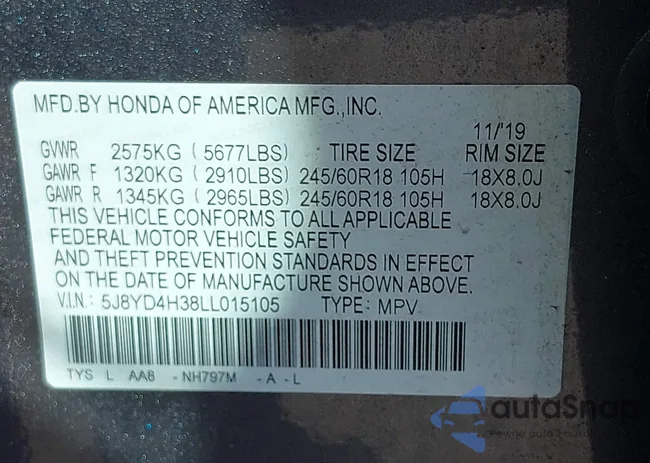 MFD.BY HONDA OF AMERICA MFG.,INC.
11/'19
GVWR 2575KG ( 5677LBS) TIRE SIZE RIM SIZE
GAWR F 1320KG ( 2910LBS) 245/60R18 105H 18X8.0J
GAWR R 1345KG ( 2965LBS) 245/60R18 105H 18X8.0J
THIS VEHICLE CONFORMS TO ALL APPLICABLE
FEDERAL MOTOR VEHICLE SAFETY
AND THEFT PREVENTION STANDARDS IN EFFECT
ON THE DATE OF MANUFACTURE SHOWN ABOVE.
V.I.N: 5J8YD4H38LL015105 TYPE: MPV
TYS L AA8 -NH797M -A-L
autaSnap
Pewne auto z